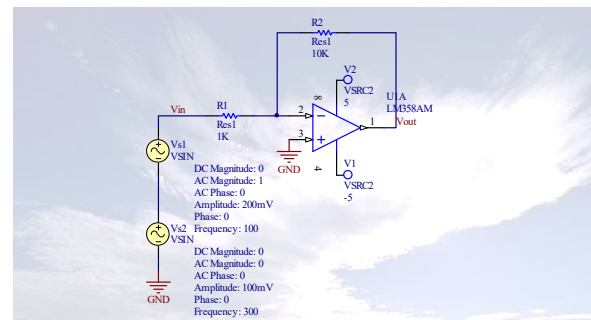 R2
Res1
10K
V2
VSRC2
5
U1A
LM358AM
8
Vin
R1
Res1
1K
2
3
1
Vout
GND
4
V1
VSRC2
-5
Vs1
VSIN
DC Magnitude: 0
AC Magnitude: 1
AC Phase: 0
Amplitude: 200mV
Phase: 0
Frequency: 100
Vs2
VSIN
DC Magnitude: 0
AC Magnitude: 0
AC Phase: 0
Amplitude: 100mV
Phase: 0
Frequency: 300
GND